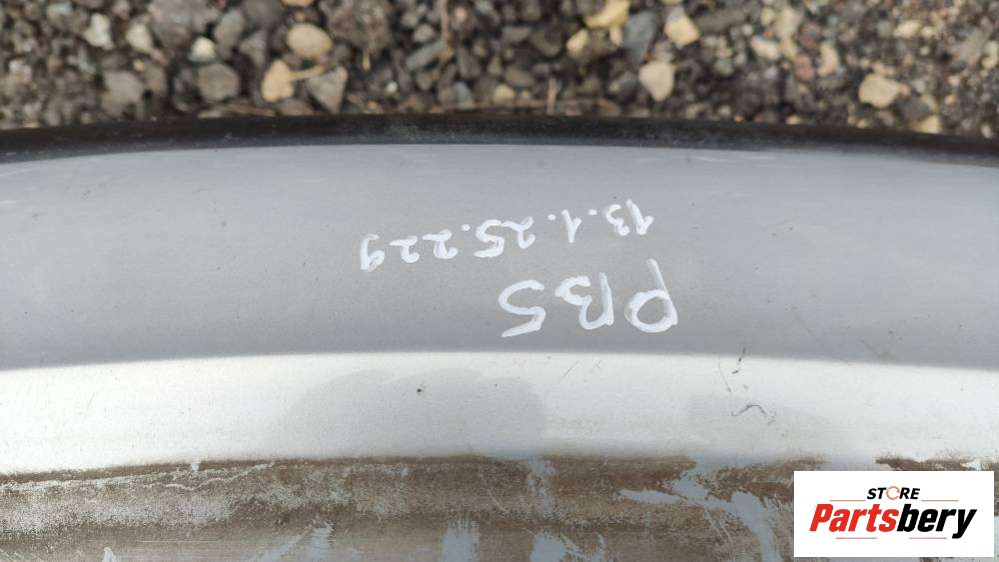 PB5
13.1.25.229
STORE
Partsbery